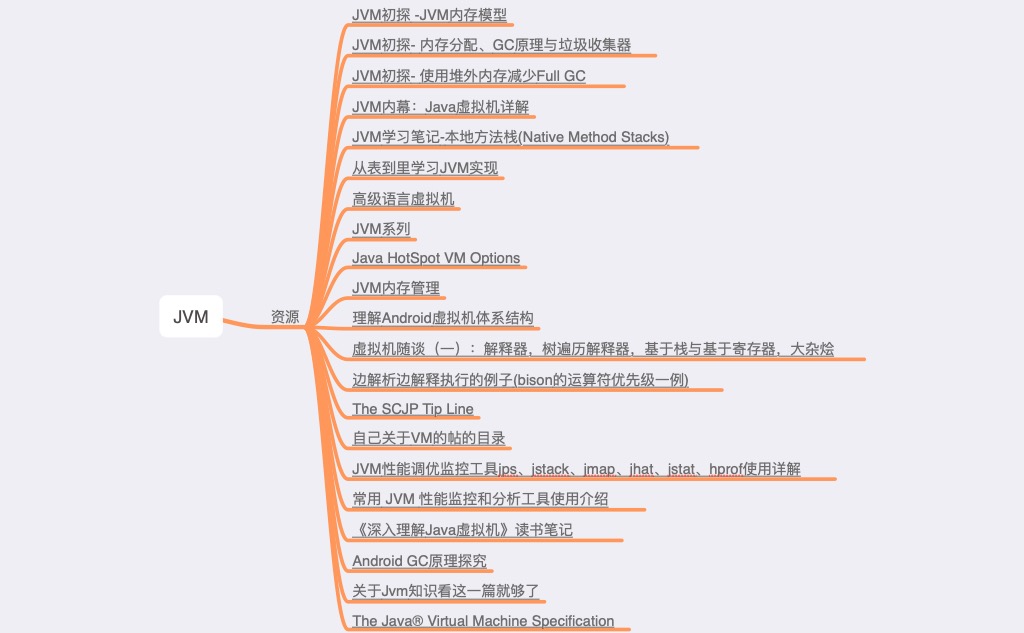 JVM初探 -JVM内存模型
JVM初探- 内存分配、GC原理与垃圾收集器
JVM初探- 使用堆外内存减少Full GC
JVM内幕：Java虚拟机详解
JVM学习笔记-本地方法栈(Native Method Stacks)
从表到里学习JVM实现
高级语言虚拟机
JVM系列
Java HotSpot VM Options
JVM内存管理
JVM
资源
理解Android虚拟机体系结构
虚拟机随谈（一）：解释器，树遍历解释器，基于栈与基于寄存器，大杂烩
边解析边解释执行的例子(bison的运算符优先级一例)
The SCJP Tip Line
自己关于VM的帖的目录
JVM性能调优监控工具jps、jstack、jmap、jhat、jstat、hprof使用详解
常用 JVM 性能监控和分析工具使用介绍
《深入理解Java虚拟机》读书笔记
Android GC原理探究
关于Jvm知识看这一篇就够了
The Java® Virtual Machine Specification